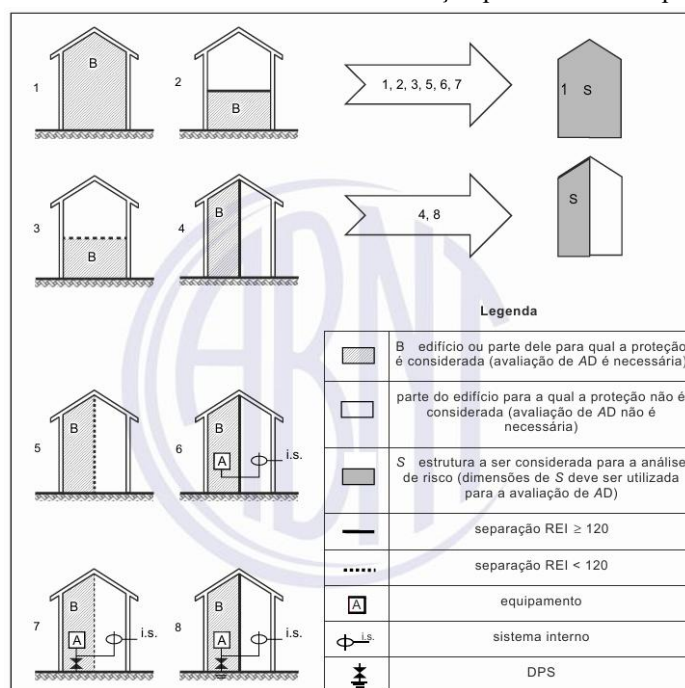 B
1
2
B
1, 2, 3, 5, 6, 7
1 S
3
B
4
B
4, 8
S
ABNT
Legenda
B edifício ou parte dele para qual a proteção
é considerada (avaliação de AD é necessária)
parte do edifício para a qual a proteção não é
considerada (avaliação de AD não é
necessária)
S estrutura a ser considerada para a análise
de risco (dimensões de S deve ser utilizada
para a avaliação de AD)
separação REI ≥ 120
separação REI < 120
A equipamento
i.s. sistema interno
DPS
5
B
6
B
A
i.s.
7
B
A
i.s.
8
B
A
i.s.